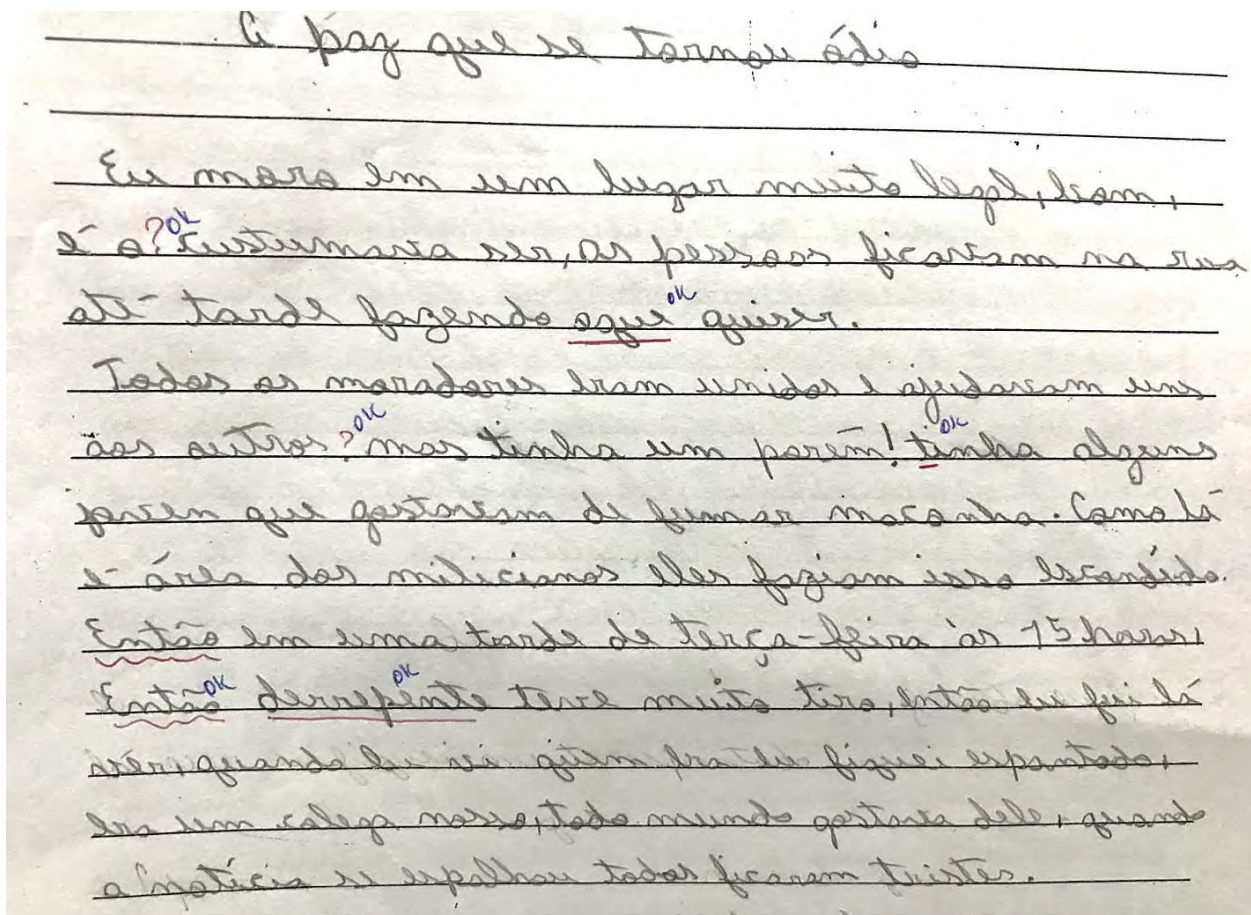 A paz que se tornou ódio
Eu moro em um lugar muito legal, bom,
é o? OK custumava ser, as pessoas ficavam na rua
até tarde fazendo oque OK quiser.
Todos os moradores eram unidos e ajudavam uns
aos outros? OK mas tinha um porém! tinha OK alguns
jovem que gostavam de fumar maconha. Como lá
é área dos milicianos eles faziam isso escondido.
Então em uma tarde de terça-feira às 15 horas,
Então OK derrepente OK teve muito tiro, então eu fui lá
vêr, quando eu vi quem era eu fiquei espantado,
era um colega nosso, todo mundo gostava dele, quando
a notícia se espalhou todos ficaram tristes.